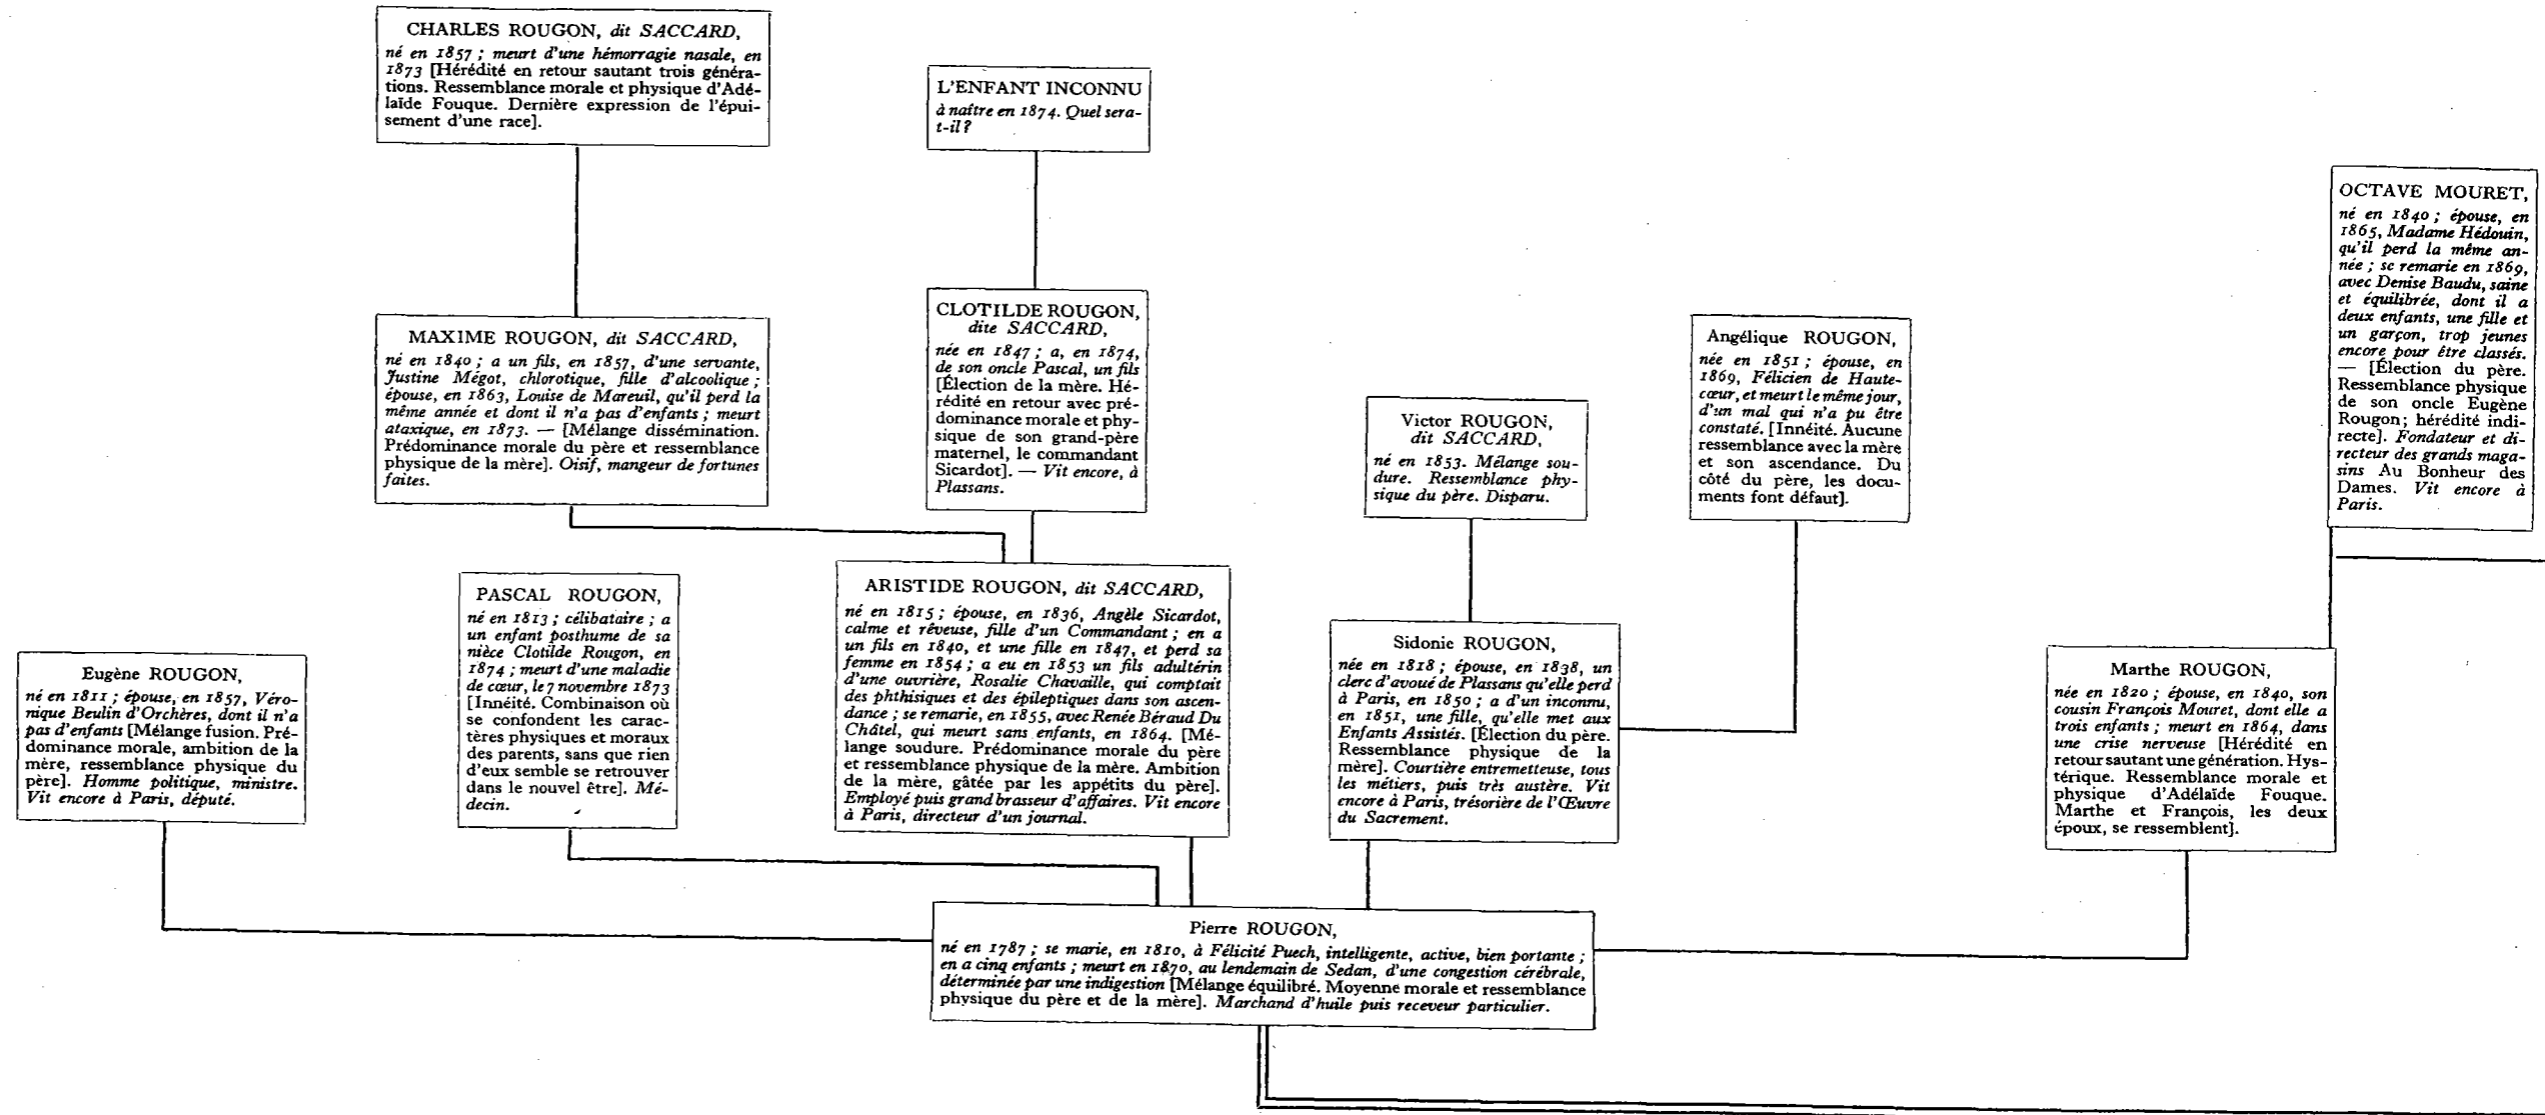 CHARLES ROUGON, dit SACCARD,
né en 1857 ; meurt d'une hémorragie nasale, en
1873 [Hérédité en retour sautant trois généra-
tions. Ressemblance morale et physique d'Adé-
laïde Fouque. Dernière expression de l'épui-
sement d'une race].
L'ENFANT INCONNU
à naître en 1874. Quel sera-
t-il ?
OCTAVE MOURET,
né en 1840 ; épouse, en
1865, Madame Hédouin,
qu'il perd la même an-
née ; se remarie en 1869,
avec Denise Baudu, saine
et équilibrée, dont il a
deux enfants, une fille et
un garçon, trop jeunes
encore pour être classés.
— [Élection du père.
Ressemblance physique
de son oncle Eugène
Rougon; hérédité indi-
recte]. Fondateur et di-
recteur des grands maga-
sins Au Bonheur des
Dames. Vit encore à
Paris.
MAXIME ROUGON, dit SACCARD,
né en 1840 ; a un fils, en 1857, d'une servante,
Justine Mégot, chlorotique, fille d'alcoolique ;
épouse, en 1863, Louise de Mareuil, qu'il perd la
même année et dont il n'a pas d'enfants ; meurt
ataxique, en 1873. — [Mélange dissémination.
Prédominance morale du père et ressemblance
physique de la mère]. Oisif, mangeur de fortunes
faites.
CLOTILDE ROUGON,
dite SACCARD,
née en 1847 ; a, en 1874,
de son oncle Pascal, un fils
[Élection de la mère. Hé-
rédité en retour avec pré-
dominance morale et phy-
sique de son grand-père
maternel, le commandant
Sicardot]. — Vit encore, à
Plassans.
Victor ROUGON,
dit SACCARD,
né en 1853. Mélange sou-
dure. Ressemblance phy-
sique du père. Disparu.
Angélique ROUGON,
née en 1851 ; épouse, en
1869, Félicien de Haute-
cœur, et meurt le même jour,
d'un mal qui n'a pu être
constaté. [Innéité. Aucune
ressemblance avec la mère
et son ascendance. Du
côté du père, les docu-
ments font défaut].
Eugène ROUGON,
né en 1811 ; épouse, en 1857, Véro-
nique Beulin d'Orchères, dont il n'a
pas d'enfants [Mélange fusion. Pré-
dominance morale, ambition de la
mère, ressemblance physique du
père]. Homme politique, ministre.
Vit encore à Paris, député.
PASCAL ROUGON,
né en 1813 ; célibataire ; a
un enfant posthume de sa
nièce Clotilde Rougon, en
1874 ; meurt d'une maladie
de cœur, le 7 novembre 1873
[Innéité. Combinaison où
se confondent les carac-
tères physiques et moraux
des parents, sans que rien
d'eux semble se retrouver
dans le nouvel être]. Mé-
decin.
ARISTIDE ROUGON, dit SACCARD,
né en 1815 ; épouse, en 1836, Angèle Sicardot,
calme et rêveuse, fille d'un Commandant ; en a
un fils en 1840, et une fille en 1847, et perd sa
femme en 1854 ; a eu en 1853 un fils adultérin
d'une ouvrière, Rosalie Chavaille, qui comptait
des phthisiques et des épileptiques dans son ascen-
dance ; se remarie, en 1855, avec Renée Béraud Du
Châtel, qui meurt sans enfants, en 1864. [Mé-
lange soudure. Prédominance morale du père
et ressemblance physique de la mère. Ambition
de la mère, gâtée par les appétits du père].
Employé puis grand brasseur d'affaires. Vit encore
à Paris, directeur d'un journal.
Sidonie ROUGON,
née en 1818 ; épouse, en 1838, un
clerc d'avoué de Plassans qu'elle perd
à Paris, en 1850 ; a d'un inconnu,
en 1851, une fille, qu'elle met aux
Enfants Assistés. [Élection du père.
Ressemblance physique de la
mère]. Courtière entremetteuse, tous
les métiers, puis très austère. Vit
encore à Paris, trésorière de l'Œuvre
du Sacrement.
Marthe ROUGON,
née en 1820 ; épouse, en 1840, son
cousin François Mouret, dont elle a
trois enfants ; meurt en 1864, dans
une crise nerveuse [Hérédité en
retour sautant une génération. Hys-
térique. Ressemblance morale et
physique d'Adélaïde Fouque.
Marthe et François, les deux
époux, se ressemblent].
Pierre ROUGON,
né en 1787 ; se marie, en 1810, à Félicité Puech, intelligente, active, bien portante ;
en a cinq enfants ; meurt en 1870, au lendemain de Sedan, d'une congestion cérébrale,
déterminée par une indigestion [Mélange équilibré. Moyenne morale et ressemblance
physique du père et de la mère]. Marchand d'huile puis receveur particulier.